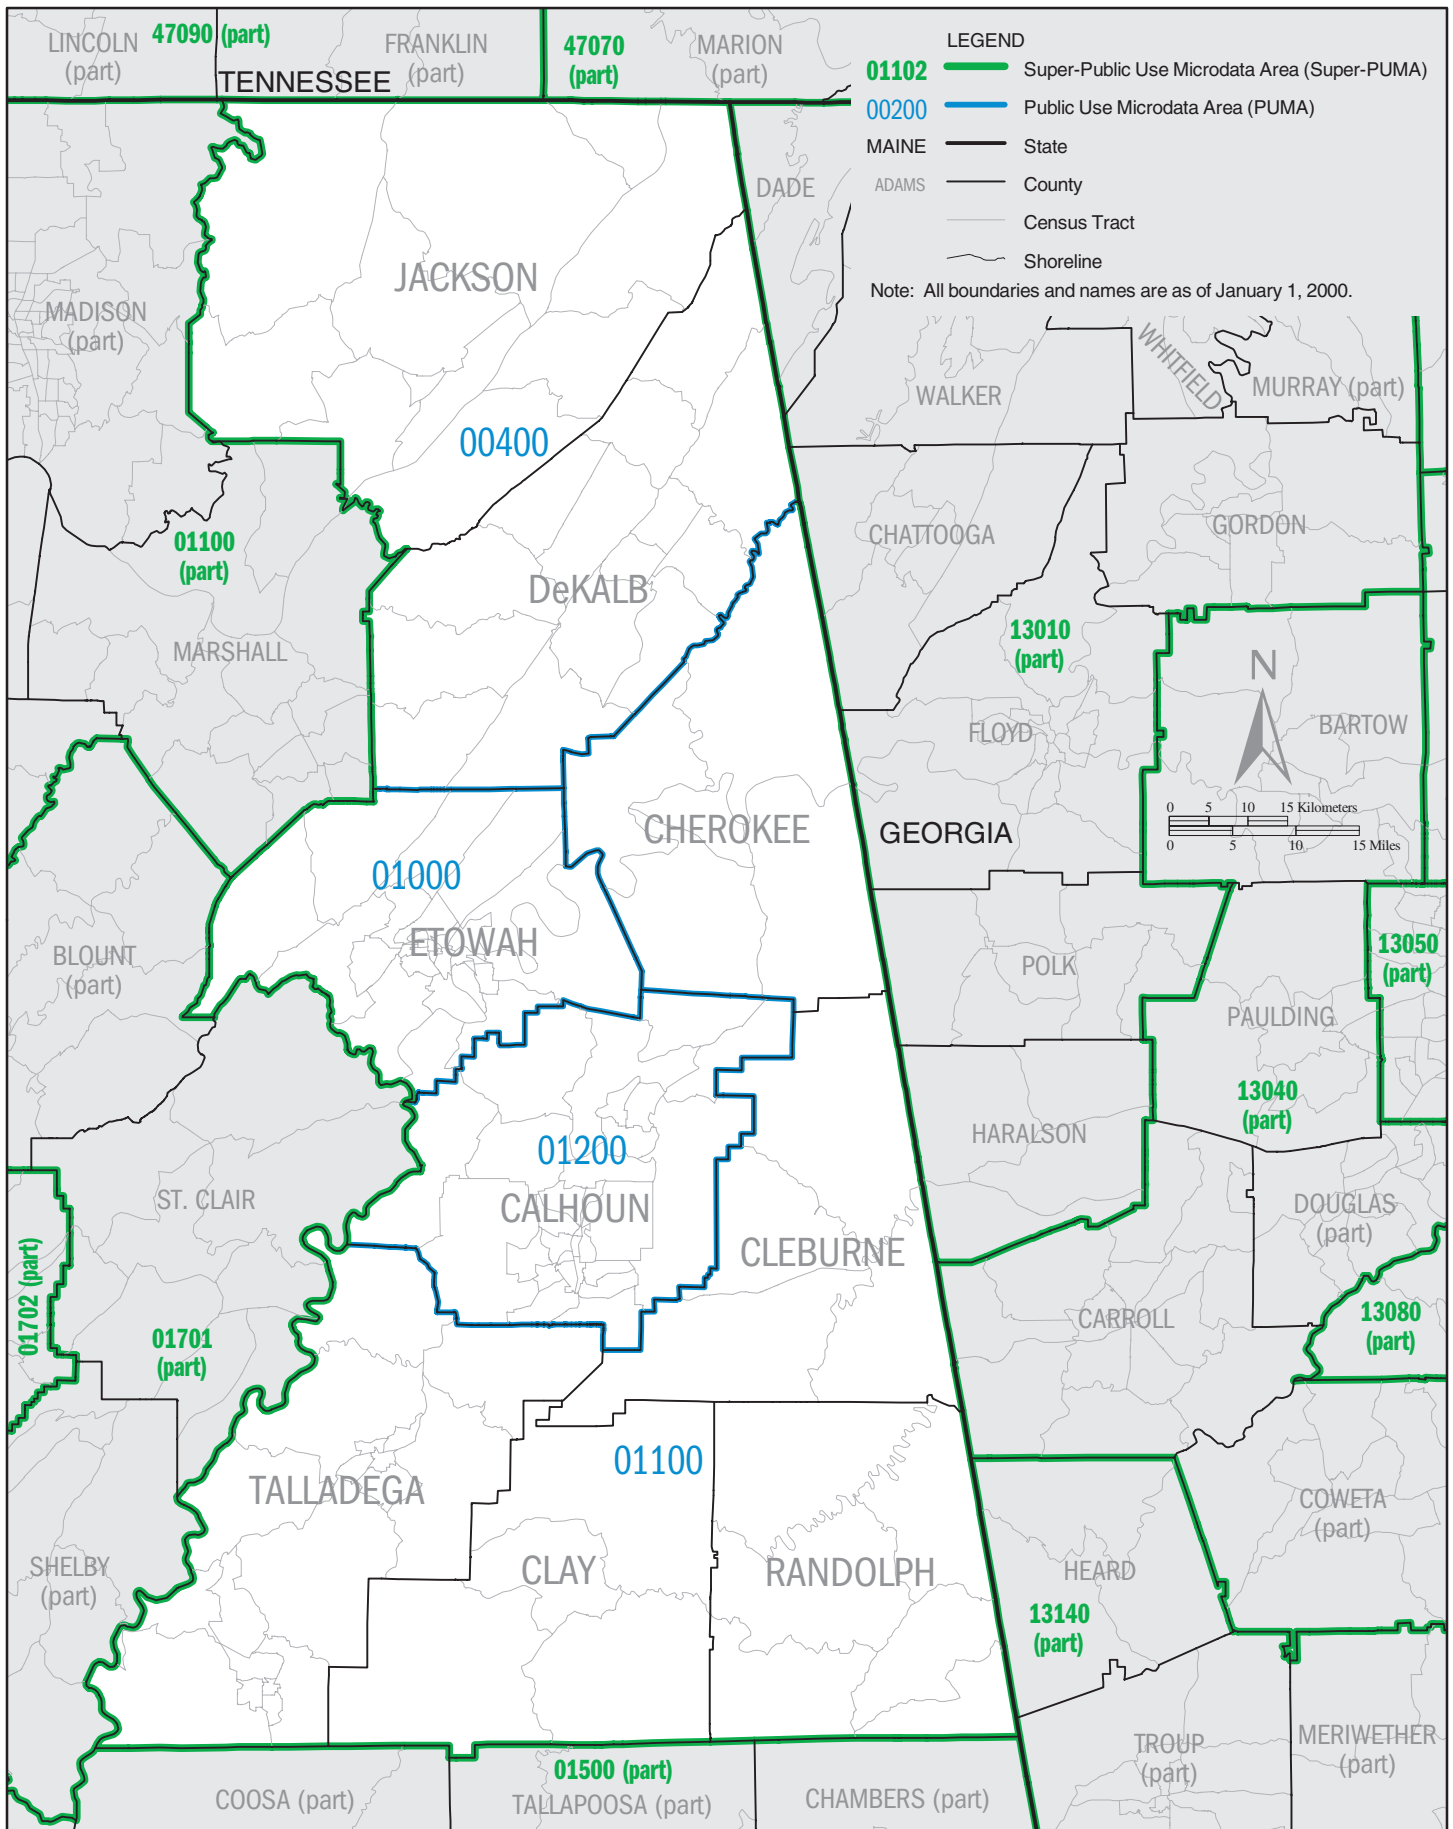 LINCOLN
(part)
47090 (part)
FRANKLIN
(part)
47070
(part)
MARION
(part)
TENNESSEE
LEGEND
01102 Super-Public Use Microdata Area (Super-PUMA)
00200 Public Use Microdata Area (PUMA)
MAINE State
ADAMS County
Census Tract
Shoreline
Note: All boundaries and names are as of January 1, 2000.
DADE
JACKSON
MADISON
(part)
WALKER
WHITFIELD
MURRAY (part)
00400
01100
(part)
CHATTOOGA
GORDON
DeKALB
MARSHALL
13010
(part)
N
FLOYD
BARTOW
0 5 10 15 Kilometers
0 5 10 15 Miles
CHEROKEE
GEORGIA
01000
ETOWAH
BLOUNT
(part)
POLK
13050
(part)
PAULDING
13040
(part)
HARALSON
01200
CALHOUN
ST. CLAIR
DOUGLAS
(part)
CLEBURNE
01702 (part)
01701
(part)
CARROLL
13080
(part)
01100
TALLADEGA
COWETA
(part)
SHELBY
(part)
CLAY
RANDOLPH
HEARD
13140
(part)
TROUP
(part)
MERIWETHER
(part)
01500 (part)
COOSA (part)
TALLAPOOSA (part)
CHAMBERS (part)